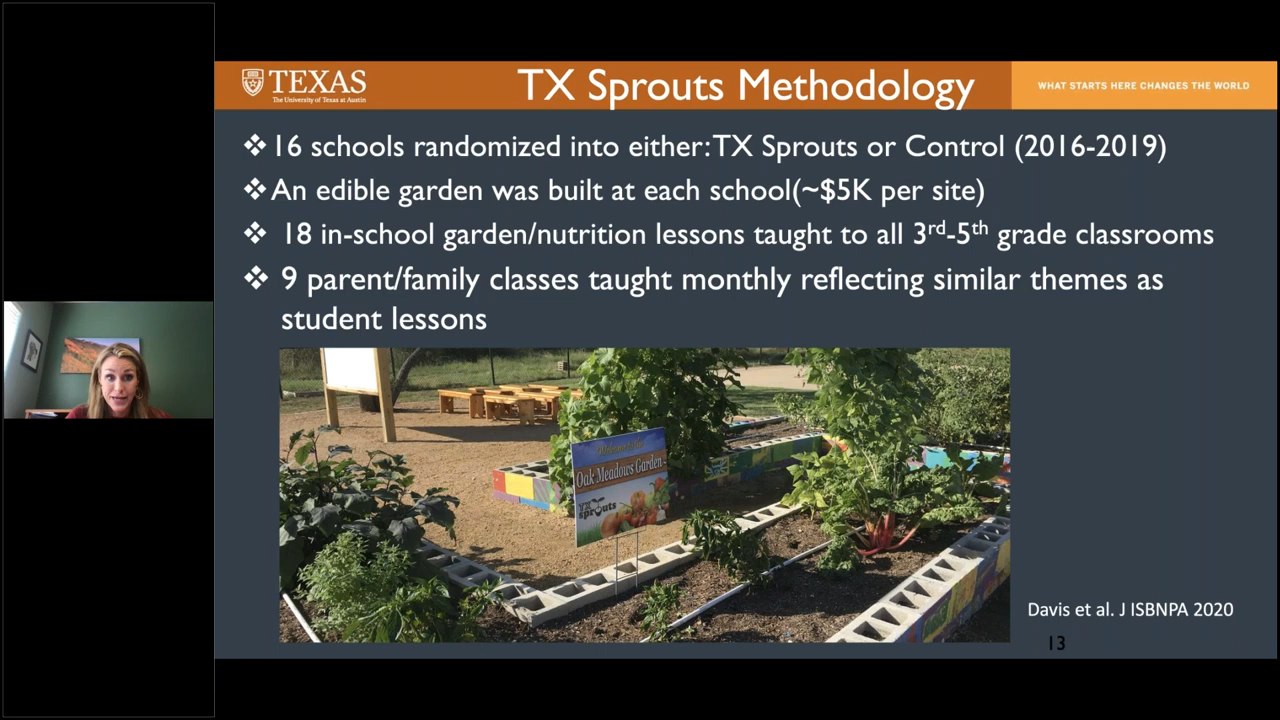 TEXAS
The University of Texas at Austin
TX Sprouts Methodology
WHAT STARTS HERE CHANGES THE WORLD
❖16 schools randomized into either:TX Sprouts or Control (2016-2019)
❖An edible garden was built at each school(~$5K per site)
❖ 18 in-school garden/nutrition lessons taught to all 3rd-5th grade classrooms
❖ 9 parent/family classes taught monthly reflecting similar themes as
student lessons
Welcome to the
Oak Meadows Garden
TX
sprouts
Davis et al. J ISBNPA 2020
13